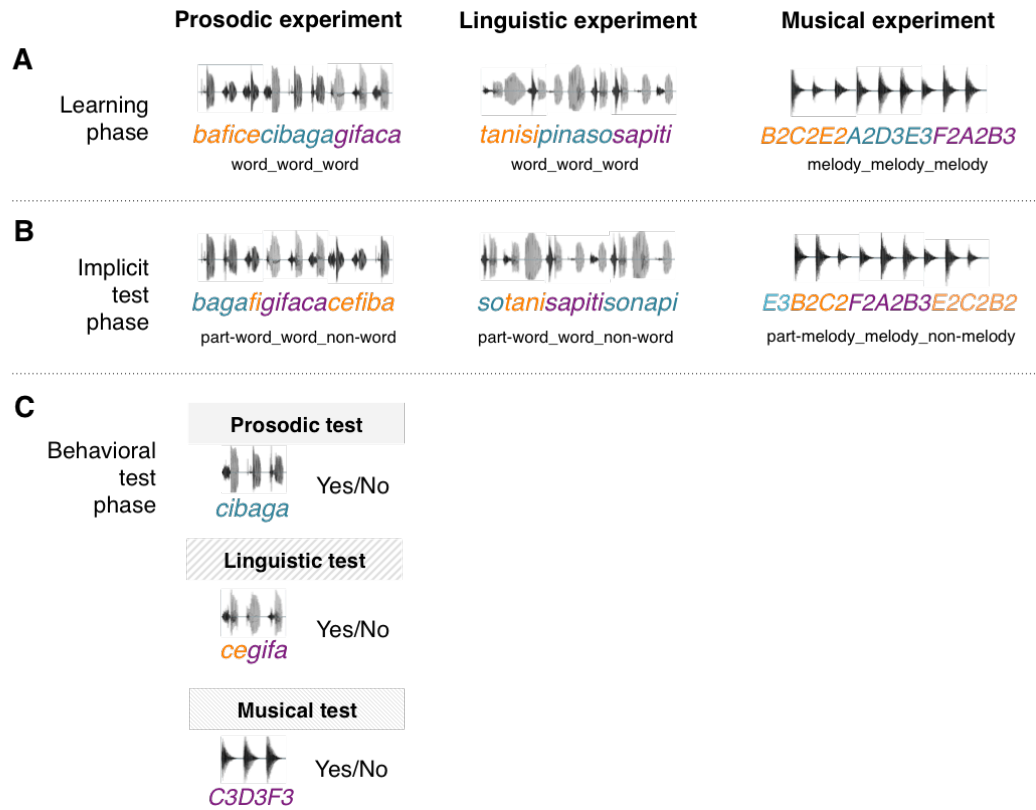 Prosodic experiment Linguistic experiment Musical experiment
A
Learning
phase
baficecibagagifaca tanisipinasosapiti B2C2E2A2D3E3F2A2B3
word_word_word word_word_word melody_melody_melody
B
Implicit
test
phase
bagafigifacacefiba sotanisapitisonapi E3B2C2F2A2B3E2C2B2
part-word_word_non-word part-word_word_non-word part-melody_melody_non-melody
C
Behavioral
test
phase
Prosodic test
Yes/No
cibaga
Linguistic test
Yes/No
cegifa
Musical test
Yes/No
C3D3F3